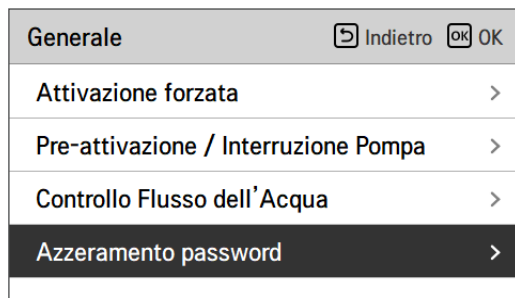 Generale Indietro OK OK
Attivazione forzata
Pre-attivazione / Interruzione Pompa
Controllo Flusso dell'Acqua
Azzeramento password